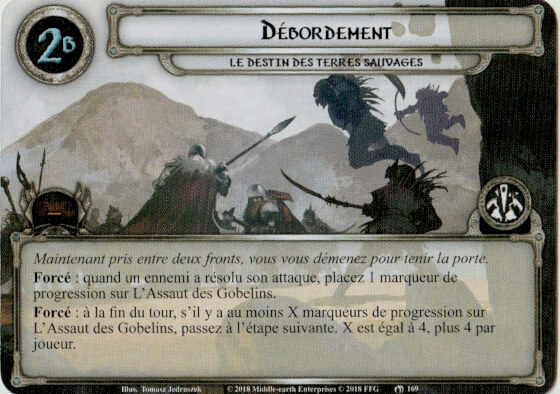 2B
DÉBORDEMENT
LE DESTIN DES TERRES SAUVAGES
Maintenant pris entre deux fronts, vous vous démenez pour tenir la porte.
Forcé : quand un ennemi a résolu son attaque, placez 1 marqueur de
progression sur L'Assaut des Gobelins.
Forcé : à la fin du tour, s'il y a au moins X marqueurs de progression sur
L'Assaut des Gobelins, passez à l'étape suivante. X est égal à 4, plus 4 par
joueur.
Illus. Tomasz Jedruszek © 2018 Middle-earth Enterprises © 2018 FFG 169